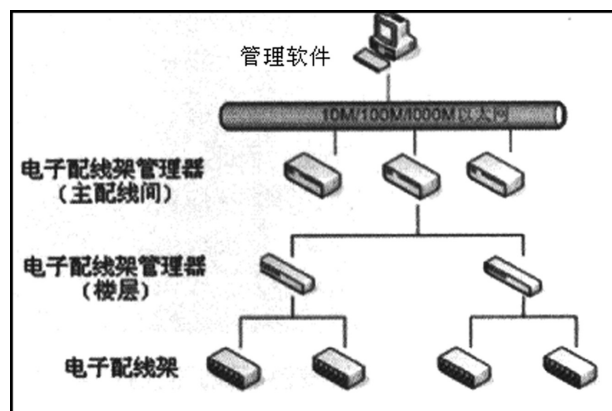 管理软件
10M/100M/1000M以太网
电子配线架管理器
（主配线间）
电子配线架管理器
（楼层）
电子配线架